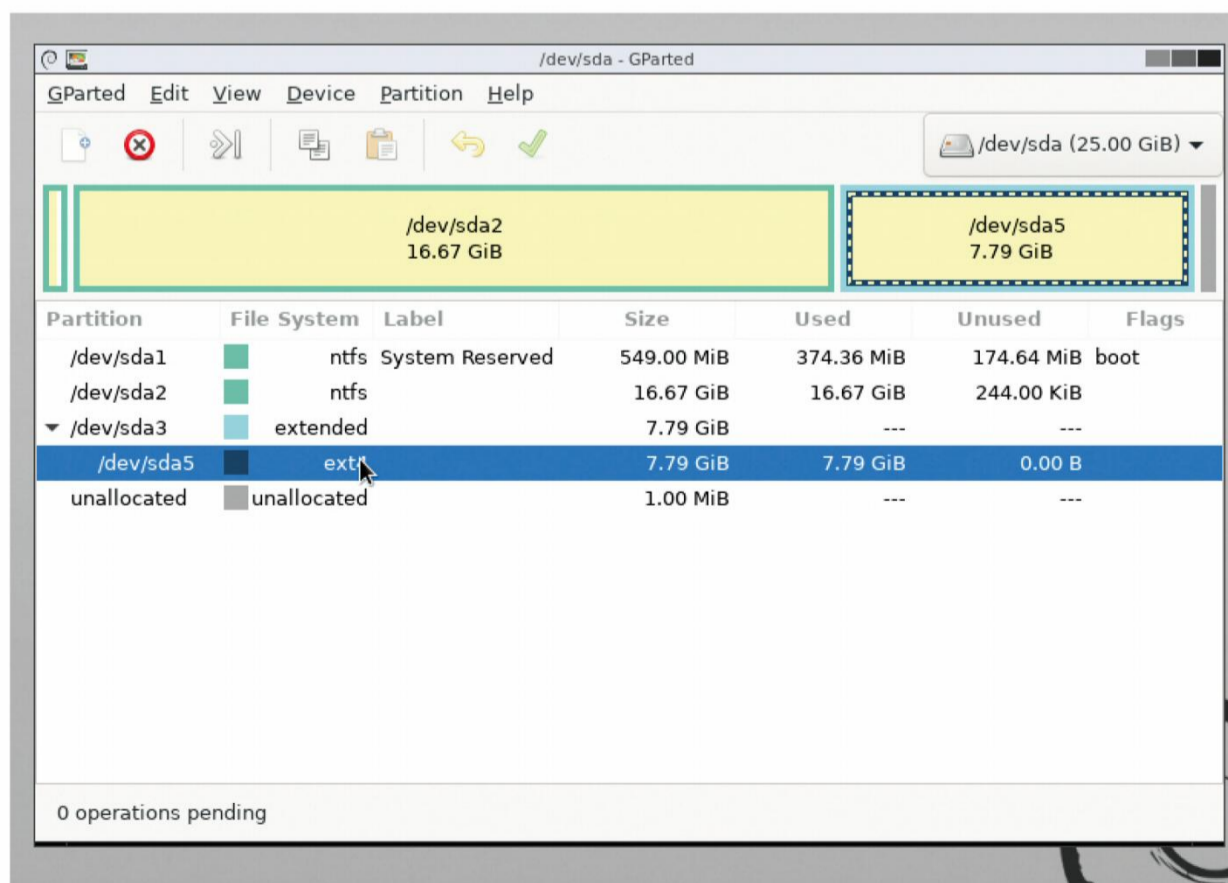 /dev/sda - GParted
GParted Edit View Device Partition Help
/dev/sda (25.00 GiB)
/dev/sda2
16.67 GiB
/dev/sda5
7.79 GiB
Partition File System Label Size Used Unused Flags
/dev/sda1 ntfs System Reserved 549.00 MiB 374.36 MiB 174.64 MiB boot
/dev/sda2 ntfs 16.67 GiB 16.67 GiB 244.00 KiB
/dev/sda3 extended 7.79 GiB --- ---
/dev/sda5 ext4 7.79 GiB 7.79 GiB 0.00 B
unallocated unallocated 1.00 MiB --- ---
0 operations pending